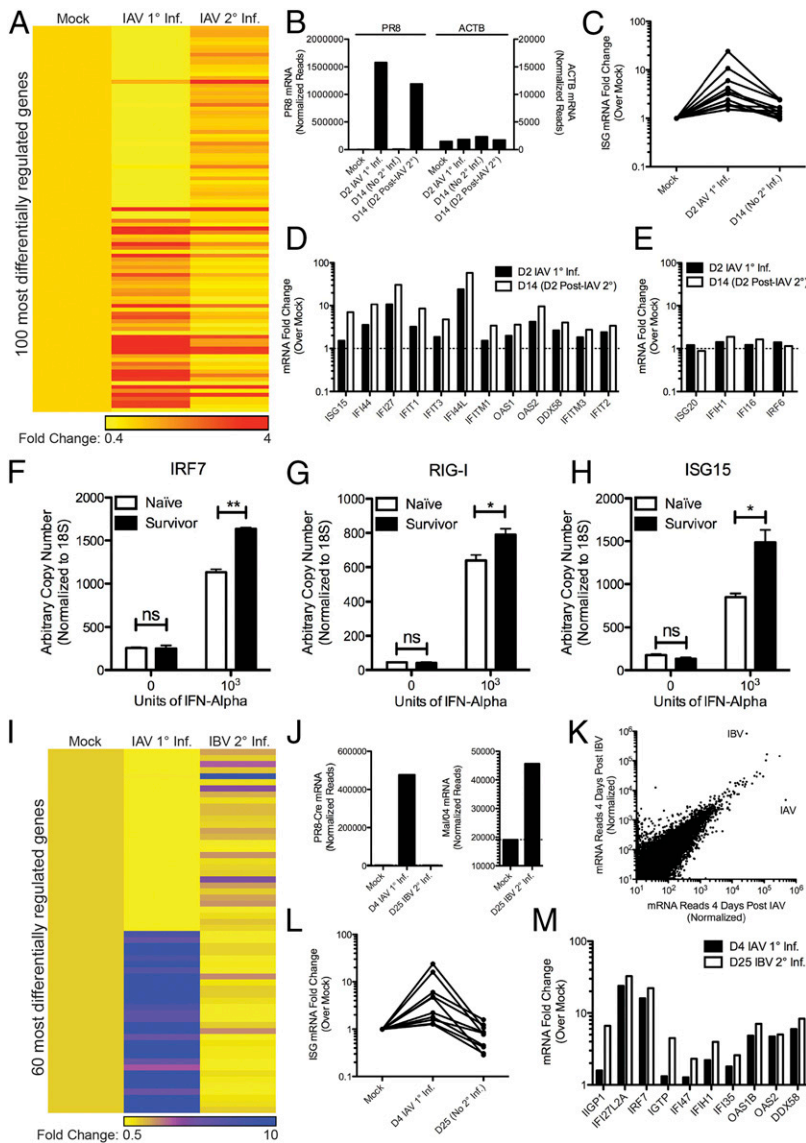 A
Mock IAV 1° Inf. IAV 2° Inf.
100 most differentially regulated genes
Fold Change: 0.4 4
B
PR8 ACTB
PR8 mRNA
(Normalized Reads)
2000000
1500000
1000000
500000
0
20000
15000
10000
5000
0
ACTB mRNA
(Normalized Reads)
Mock
D2 IAV 1° Inf.
D14 (No 2° Inf.)
D14 (D2 Post-IAV 2°)
Mock
D2 IAV 1° Inf.
D14 (No 2° Inf.)
D14 (D2 Post-IAV 2°)
C
ISG mRNA Fold Change
(Over Mock)
100
10
1
0.1
Mock
D2 IAV 1° Inf.
D14 (No 2° Inf.)
D
mRNA Fold Change
(Over Mock)
100
10
1
0.1
D2 IAV 1° Inf.
D14 (D2 Post-IAV 2°)
ISG15
IFI44
IFI27
IFIT1
IFIT3
IFI44L
IFITM1
OAS1
OAS2
DDX58
IFITM3
IFIT2
E
mRNA Fold Change
(Over Mock)
100
10
1
0.1
D2 IAV 1° Inf.
D14 (D2 Post-IAV 2°)
ISG20
IFIH1
IFI16
IRF6
F
IRF7
Arbitrary Copy Number
(Normalized to 18S)
2000
1500
1000
500
0
Naïve
Survivor
ns
**
0 10³
Units of IFN-Alpha
G
RIG-I
Arbitrary Copy Number
(Normalized to 18S)
1000
800
600
400
200
0
Naïve
Survivor
ns
*
0 10³
Units of IFN-Alpha
H
ISG15
Arbitrary Copy Number
(Normalized to 18S)
2000
1500
1000
500
0
Naïve
Survivor
ns
*
0 10³
Units of IFN-Alpha
I
Mock IAV 1° Inf. IBV 2° Inf.
60 most differentially regulated genes
Fold Change: 0.5 10
J
PR8-Cre mRNA
(Normalized Reads)
600000
400000
200000
0
Mock
D4 IAV 1° Inf.
D25 IBV 2° Inf.
Mal/04 mRNA
(Normalized Reads)
50000
40000
30000
20000
10000
Mock
D25 IBV 2° Inf.
K
mRNA Reads 4 Days Post IBV
(Normalized)
10⁶
10⁵
10⁴
10³
10²
10¹
IBV
IAV
10¹ 10² 10³ 10⁴ 10⁵ 10⁶
mRNA Reads 4 Days Post IAV
(Normalized)
L
ISG mRNA Fold Change
(Over Mock)
100
10
1
0.1
Mock
D4 IAV 1° Inf.
D25 (No 2° Inf.)
M
mRNA Fold Change
(Over Mock)
100
10
1
D4 IAV 1° Inf.
D25 IBV 2° Inf.
IIGP1
IFI27L2A
IRF7
IGTP
IFI47
IFIH1
IFI35
OAS1B
OAS2
DDX58